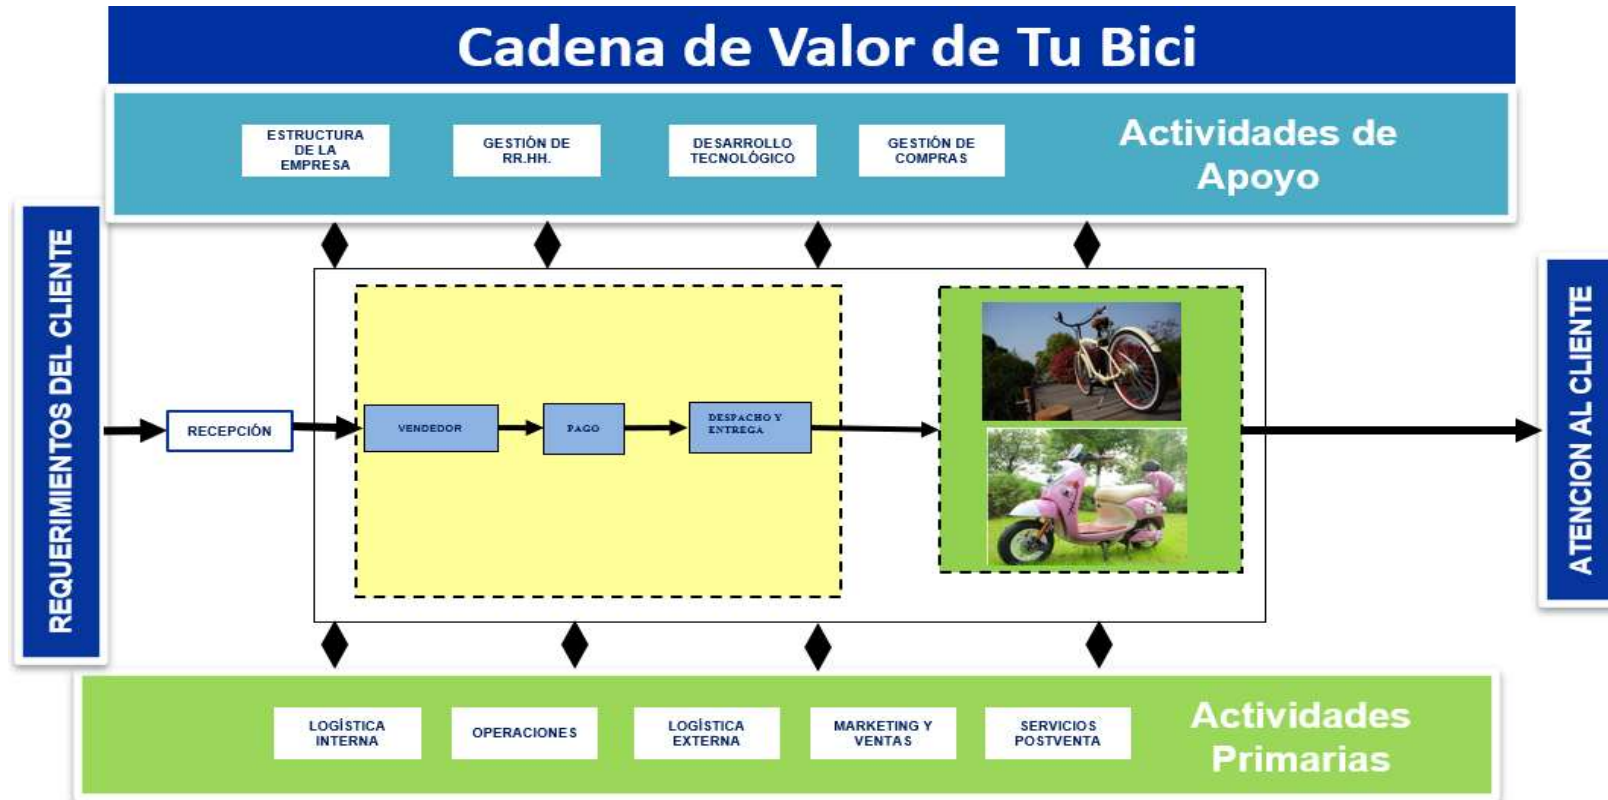 Cadena de Valor de Tu Bici
ESTRUCTURA
DE LA
EMPRESA
GESTIÓN DE
RR.HH.
DESARROLLO
TECNOLÓGICO
GESTIÓN DE
COMPRAS
Actividades de
Apoyo
REQUERIMIENTOS DEL CLIENTE
RECEPCIÓN
VENDEDOR
PAGO
DESPACHO Y
ENTREGA
ATENCION AL CLIENTE
LOGÍSTICA
INTERNA
OPERACIONES
LOGÍSTICA
EXTERNA
MARKETING Y
VENTAS
SERVICIOS
POSTVENTA
Actividades
Primarias